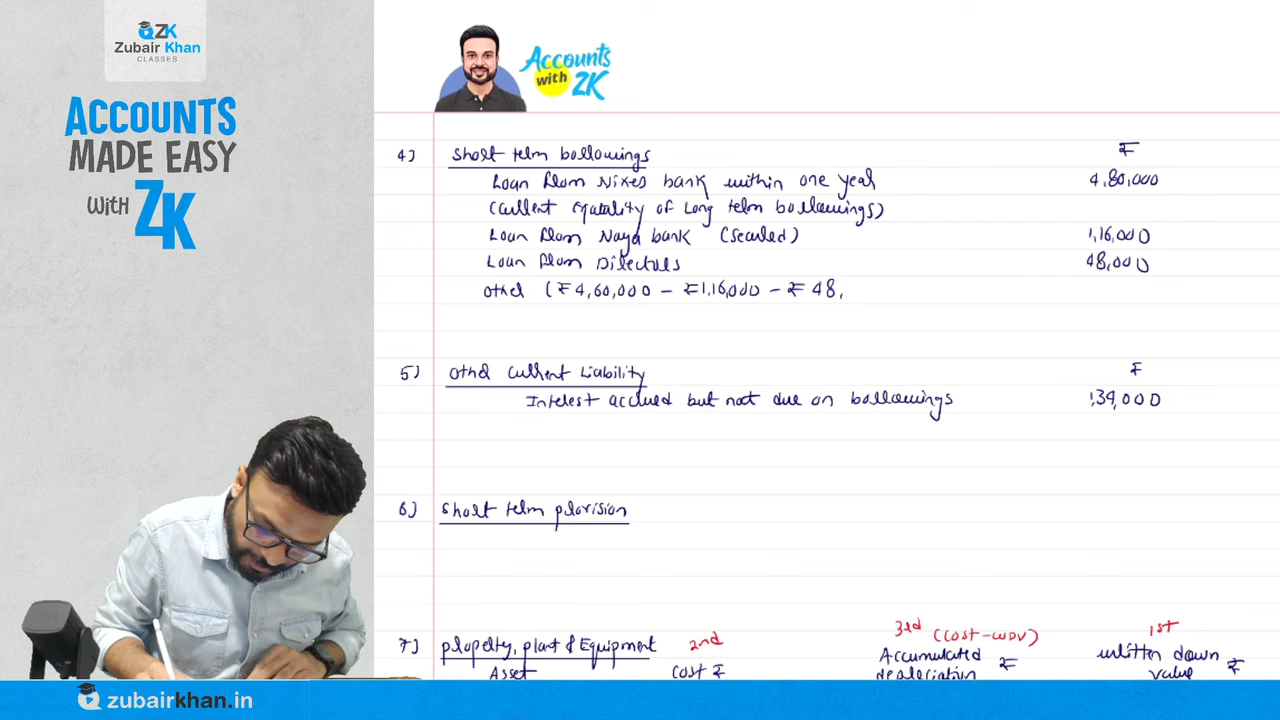 ZK
Zubair Khan
CLASSES
ACCOUNTS
MADE EASY
with ZK
Accounts
with ZK
4) Short term borrowings ₹
Loan from Nixes bank within one year 4,80,000
(Current maturity of Long term borrowings)
Loan from Naya bank (Secured) 1,16,000
Loan from Directors 48,000
Other (₹4,60,000 - ₹1,16,000 - ₹48,
5) Other Current Liability ₹
Interest accrued but not due on borrowings 1,34,000
6) Short term provision
7) Property, plant & Equipment 2nd 3rd (Cost-WDV) 1st
Asset Cost ₹ Accumulated depreciation ₹ written down value ₹
zubairkhan.in